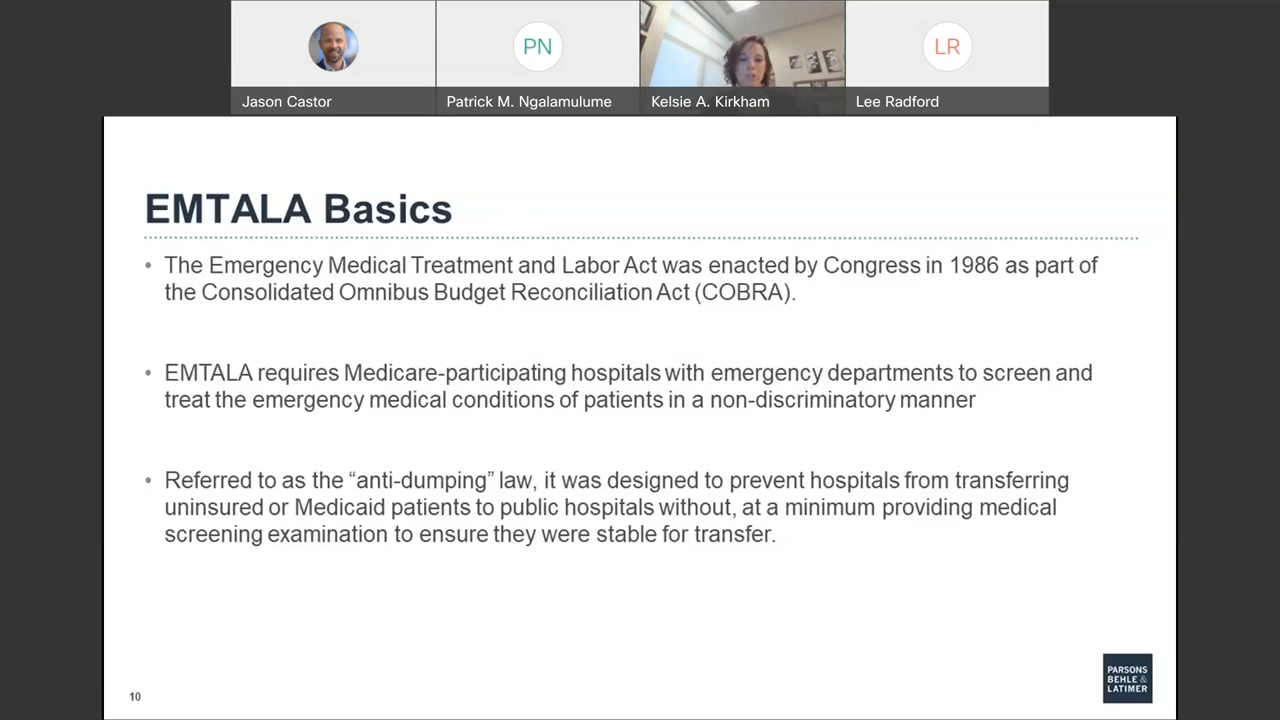 PN
LR
Jason Castor
Patrick M. Ngalamulume
Kelsie A. Kirkham
Lee Radford
EMTALA Basics
• The Emergency Medical Treatment and Labor Act was enacted by Congress in 1986 as part of
the Consolidated Omnibus Budget Reconciliation Act (COBRA).
• EMTALA requires Medicare-participating hospitals with emergency departments to screen and
treat the emergency medical conditions of patients in a non-discriminatory manner
• Referred to as the “anti-dumping” law, it was designed to prevent hospitals from transferring
uninsured or Medicaid patients to public hospitals without, at a minimum providing medical
screening examination to ensure they were stable for transfer.
10
PARSONS
BEHLE &
LATIMER